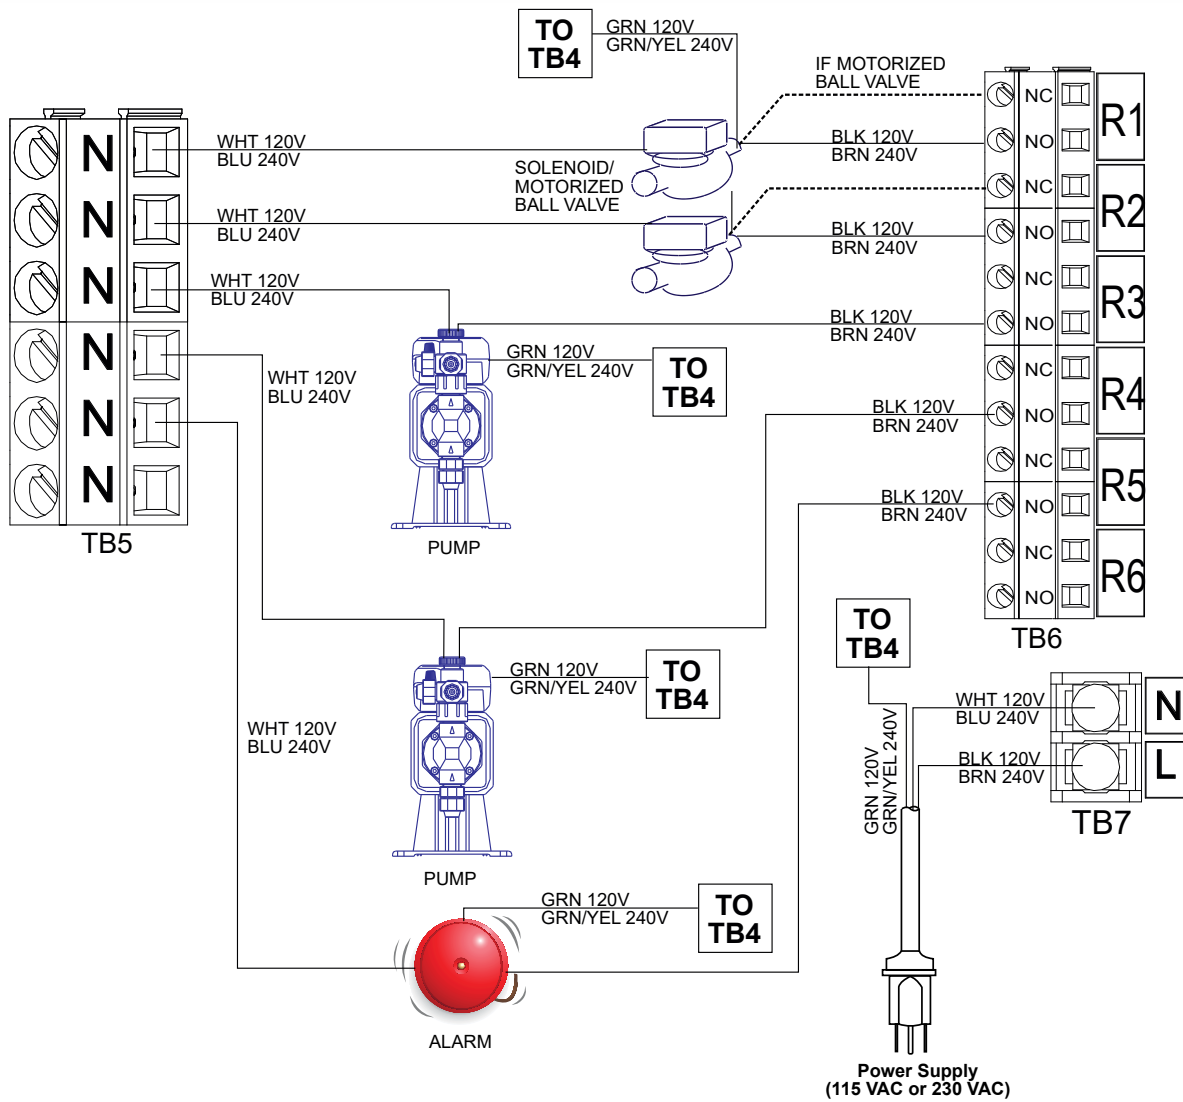 TO
TB4
GRN 120V
GRN/YEL 240V
IF MOTORIZED
BALL VALVE
N
WHT 120V
BLU 240V
SOLENOID/
MOTORIZED
BALL VALVE
BLK 120V
BRN 240V
NC
R1
NO
N
WHT 120V
BLU 240V
BLK 120V
BRN 240V
NC
R2
NO
N
WHT 120V
BLU 240V
BLK 120V
BRN 240V
NC
R3
NO
N
WHT 120V
BLU 240V
GRN 120V
GRN/YEL 240V
TO
TB4
BLK 120V
BRN 240V
NC
R4
NO
N
N
TB5
PUMP
BLK 120V
BRN 240V
NC
R5
NO
NC
R6
NO
TB6
GRN 120V
GRN/YEL 240V
TO
TB4
TO
TB4
WHT 120V
BLU 240V
WHT 120V
BLU 240V
N
GRN 120V
GRN/YEL 240V
BLK 120V
BRN 240V
L
TB7
PUMP
GRN 120V
GRN/YEL 240V
TO
TB4
ALARM
Power Supply
(115 VAC or 230 VAC)